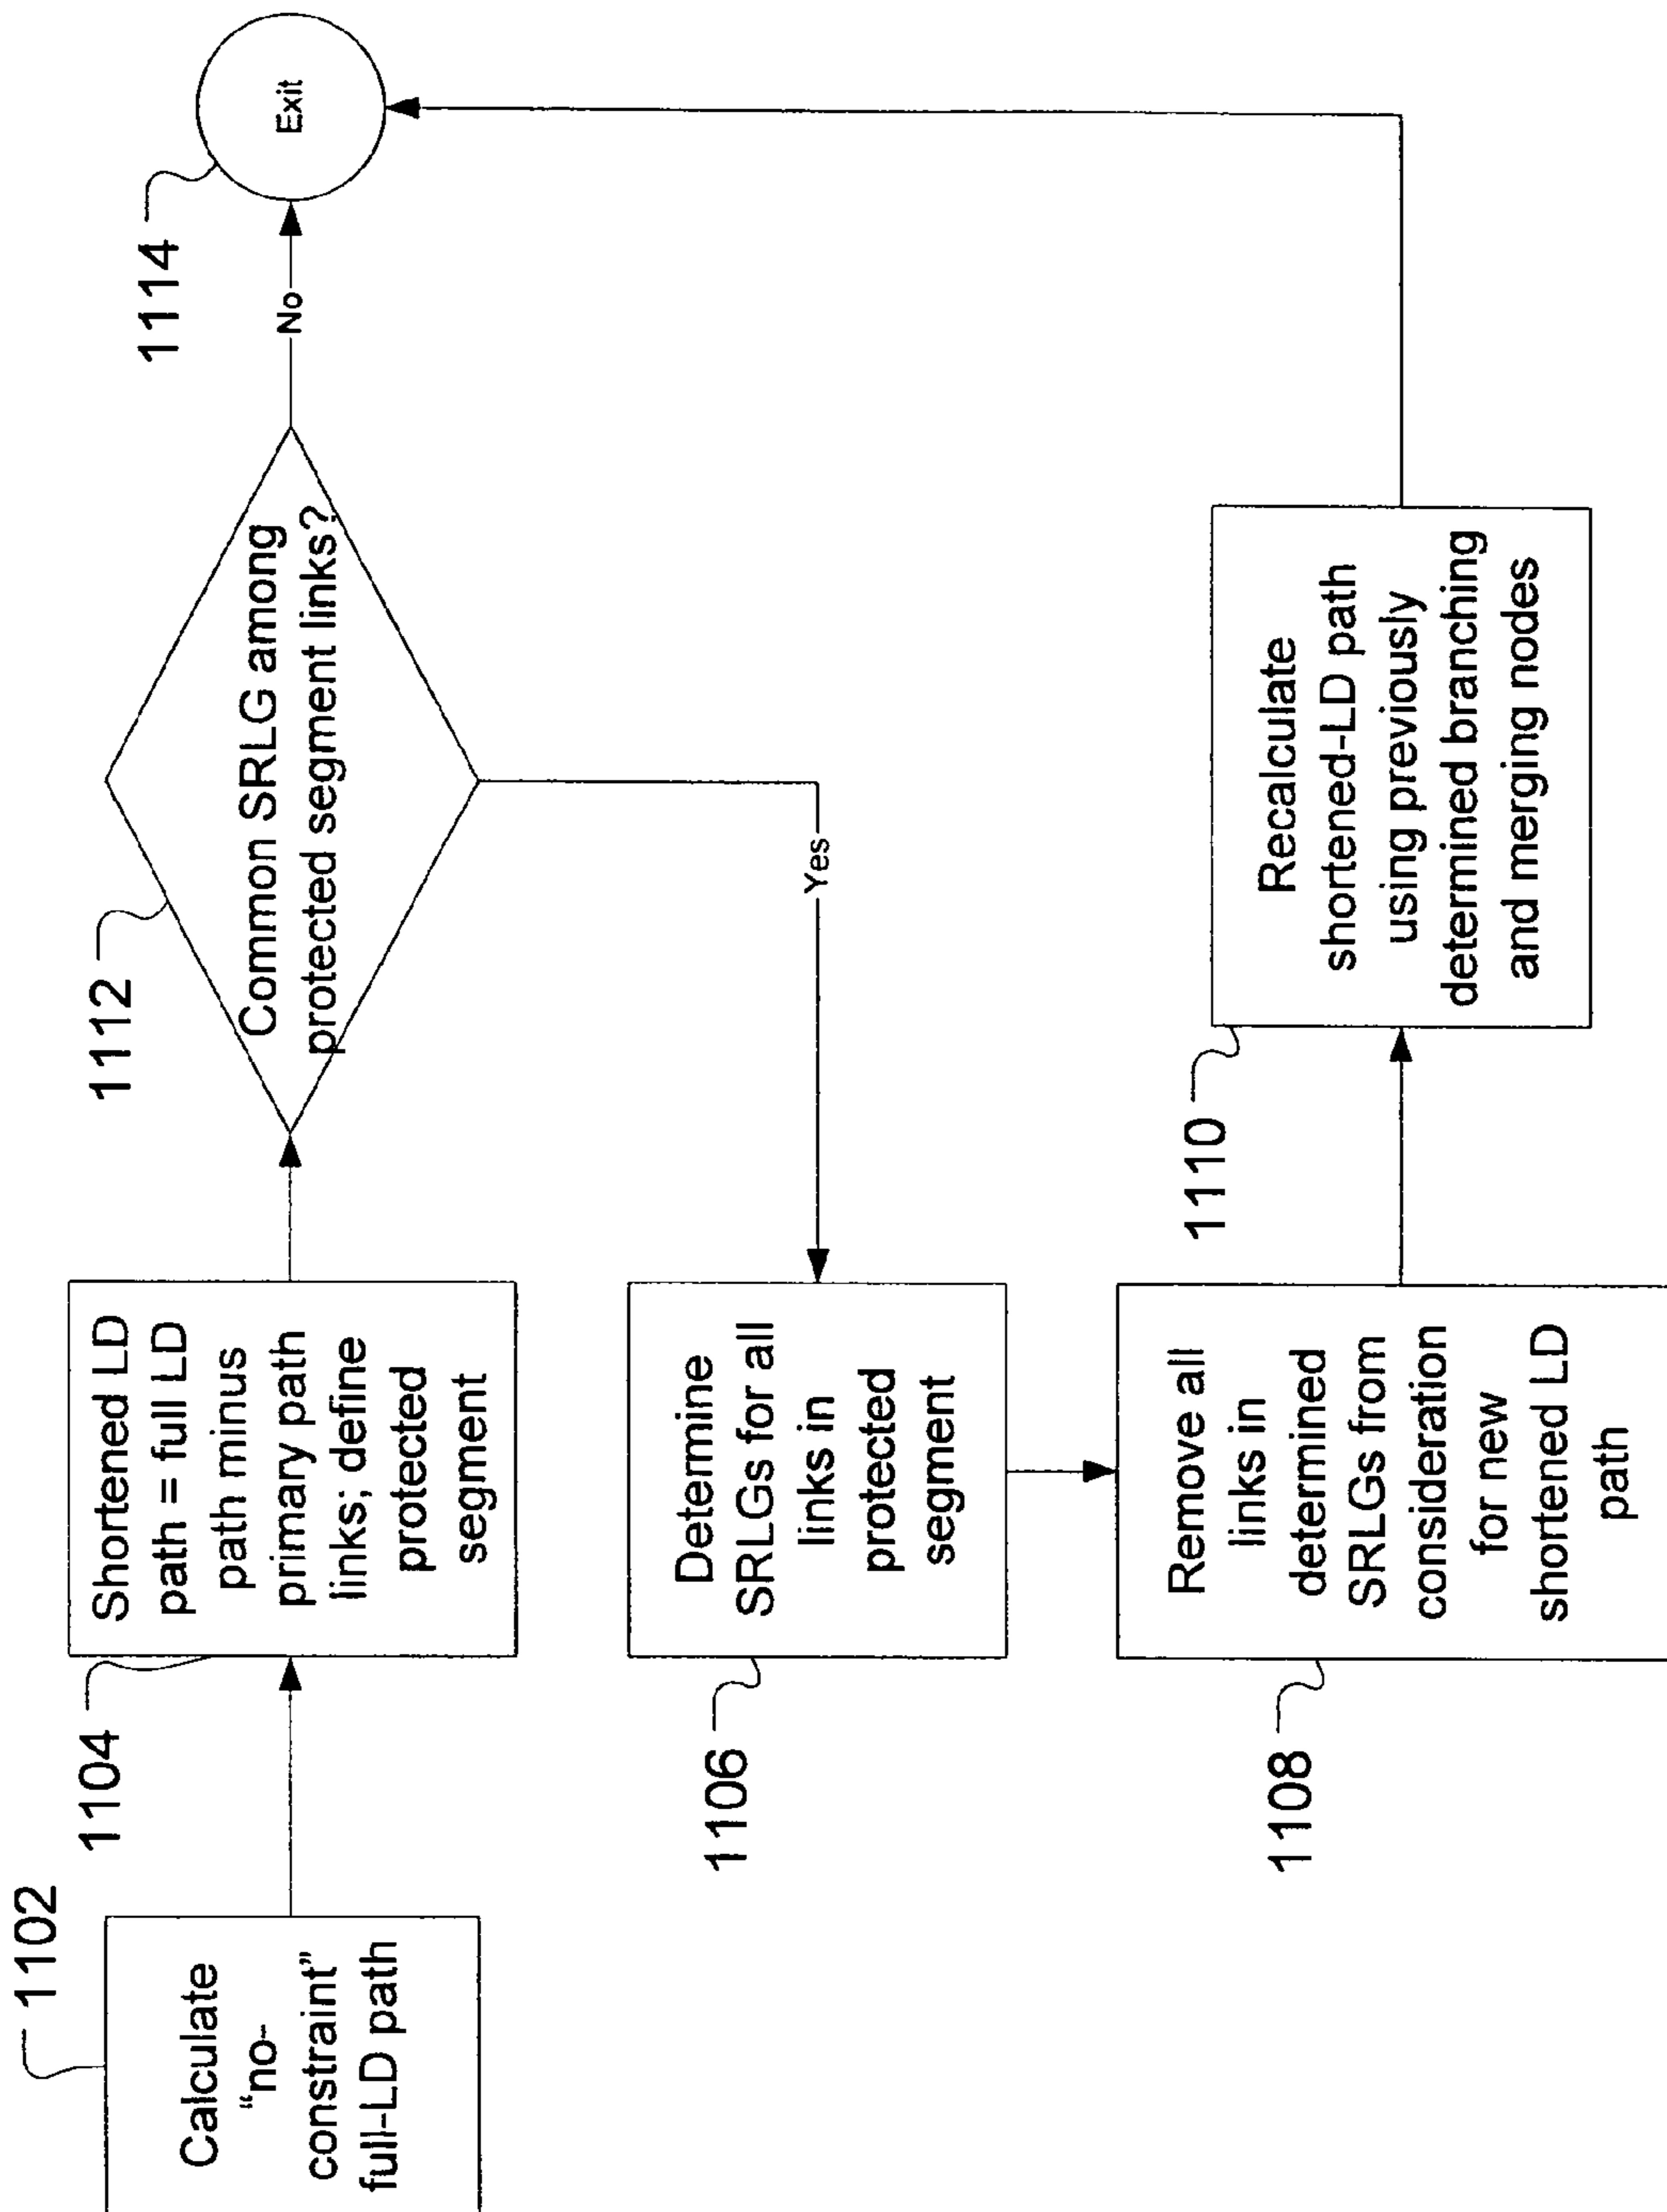 1102
Calculate
“no-
constraint”
full-LD path
1104
Shortened LD
path = full LD
path minus
primary path
links; define
protected
segment
1112
Common SRLG among
protected segment links?
No
1114
Exit
Yes
1106
Determine
SRLGs for all
links in
protected
segment
1108
Remove all
links in
determined
SRLGs from
consideration
for new
shortened LD
path
1110
Recalculate
shortened-LD path
using previously
determined branching
and merging nodes